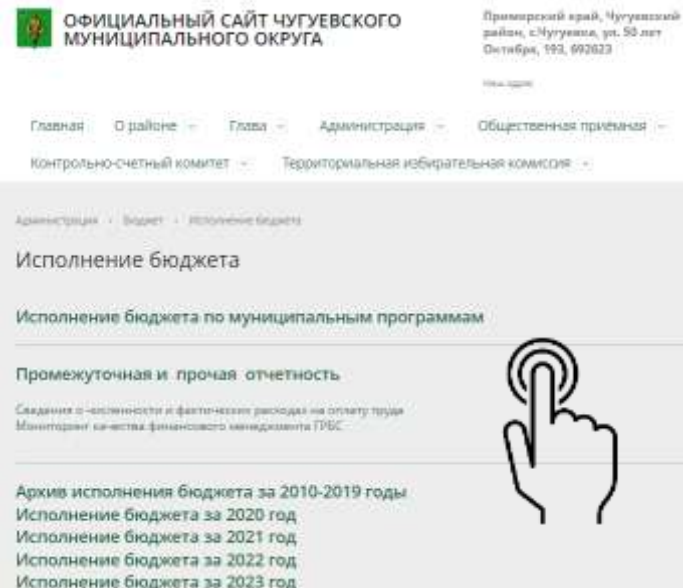 ОФИЦИАЛЬНЫЙ САЙТ ЧУГУЕВСКОГО
МУНИЦИПАЛЬНОГО ОКРУГА
Приморский край, Чугуевский
район, с.Чугуевка, ул. 50 лет
Октября, 193, 692623
Наш адрес
Главная О районе Глава Администрация Общественная приёмная
Контрольно-счетный комитет Территориальная избирательная комиссия
Администрация Бюджет Исполнение бюджета
Исполнение бюджета
Исполнение бюджета по муниципальным программам
Промежуточная и прочая отчетность
Сведения о численности и фактических расходах на оплату труда
Мониторинг качества финансового менеджмента ГРБС
Архив исполнения бюджета за 2010-2019 годы
Исполнение бюджета за 2020 год
Исполнение бюджета за 2021 год
Исполнение бюджета за 2022 год
Исполнение бюджета за 2023 год